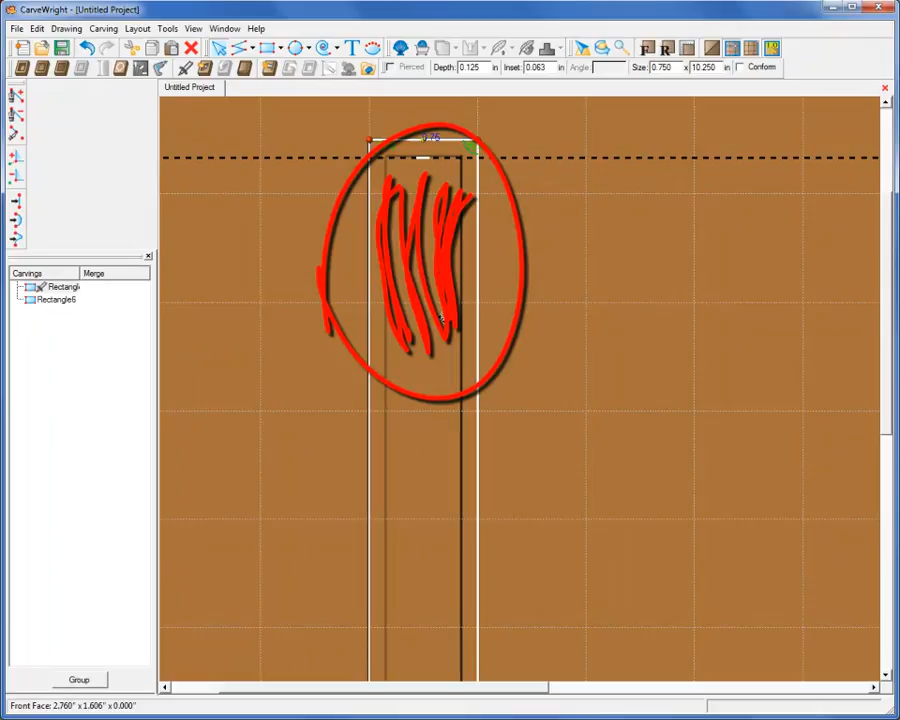 CarveWright - [Untitled Project]
File Edit Drawing Carving Layout Tools View Window Help
Pierced Depth: 0.125 in Inset: 0.063 in Angle: Size: 0.750 x 10.250 in Conform
Untitled Project
Carvings Merge
Rectangl
Rectangle6
Group
Front Face: 2.760" x 1.606" x 0.000"